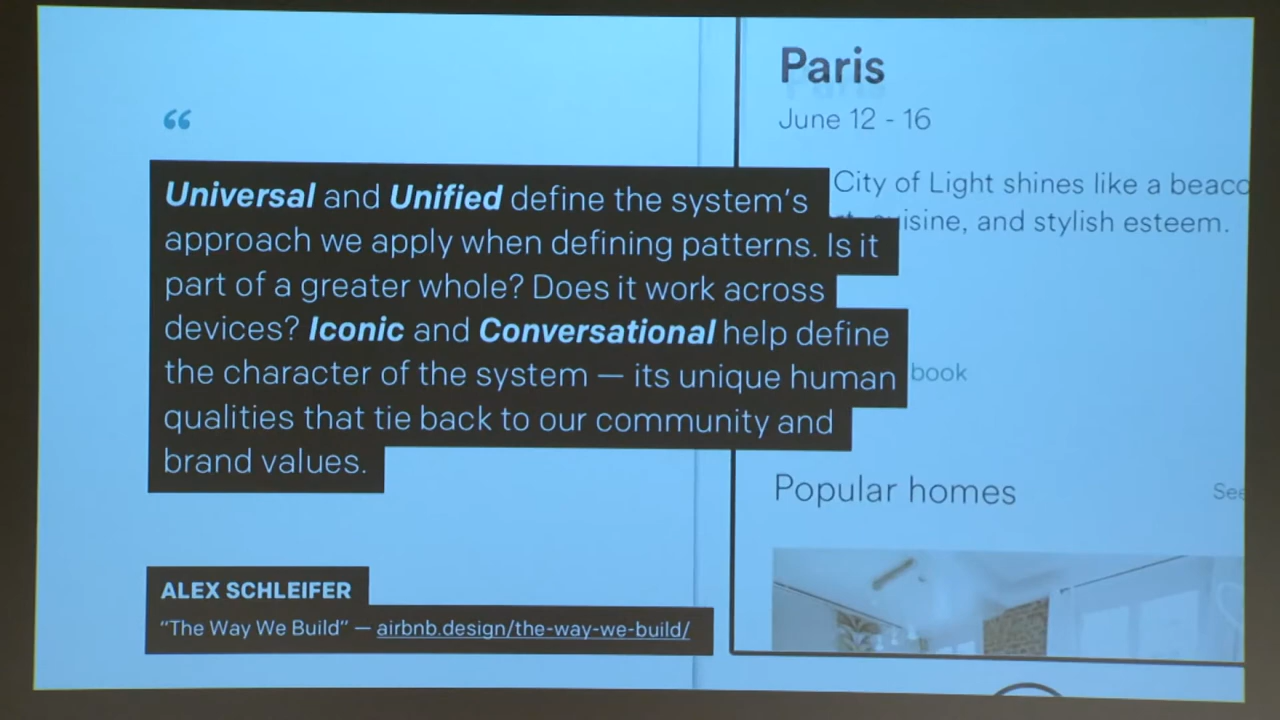 “
Universal and Unified define the system’s
approach we apply when defining patterns. Is it
part of a greater whole? Does it work across
devices? Iconic and Conversational help define
the character of the system — its unique human
qualities that tie back to our community and
brand values.
ALEX SCHLEIFER
“The Way We Build” — airbnb.design/the-way-we-build/
Paris
June 12 - 16
City of Light shines like a
and stylish esteem.
book
Popular homes